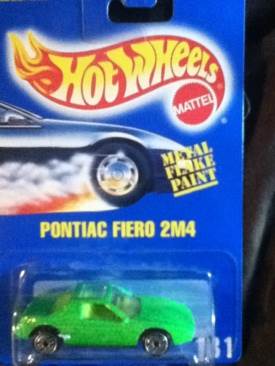 HOT WHEELS
MATTEL
METAL
FLAKE
PAINT
PONTIAC FIERO 2M4